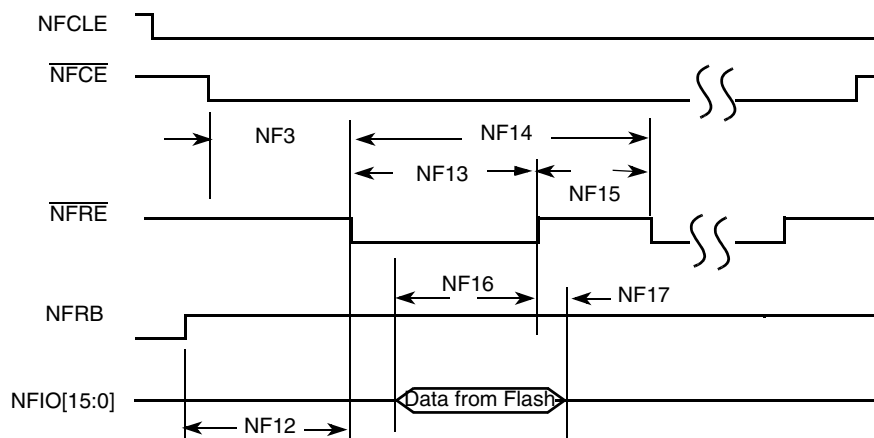 NFCLE
NFCE
NF3
NF14
NF13
NF15
NFRE
NF16
NF17
NFRB
NFIO[15:0]
Data from Flash
NF12